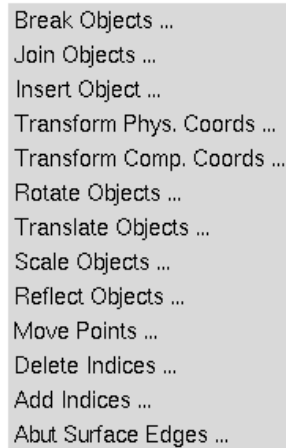 Break Objects ...
Join Objects ...
Insert Object ...
Transform Phys. Coords ...
Transform Comp. Coords ...
Rotate Objects ...
Translate Objects ...
Scale Objects ...
Reflect Objects ...
Move Points ...
Delete Indices ...
Add Indices ...
Abut Surface Edges ...